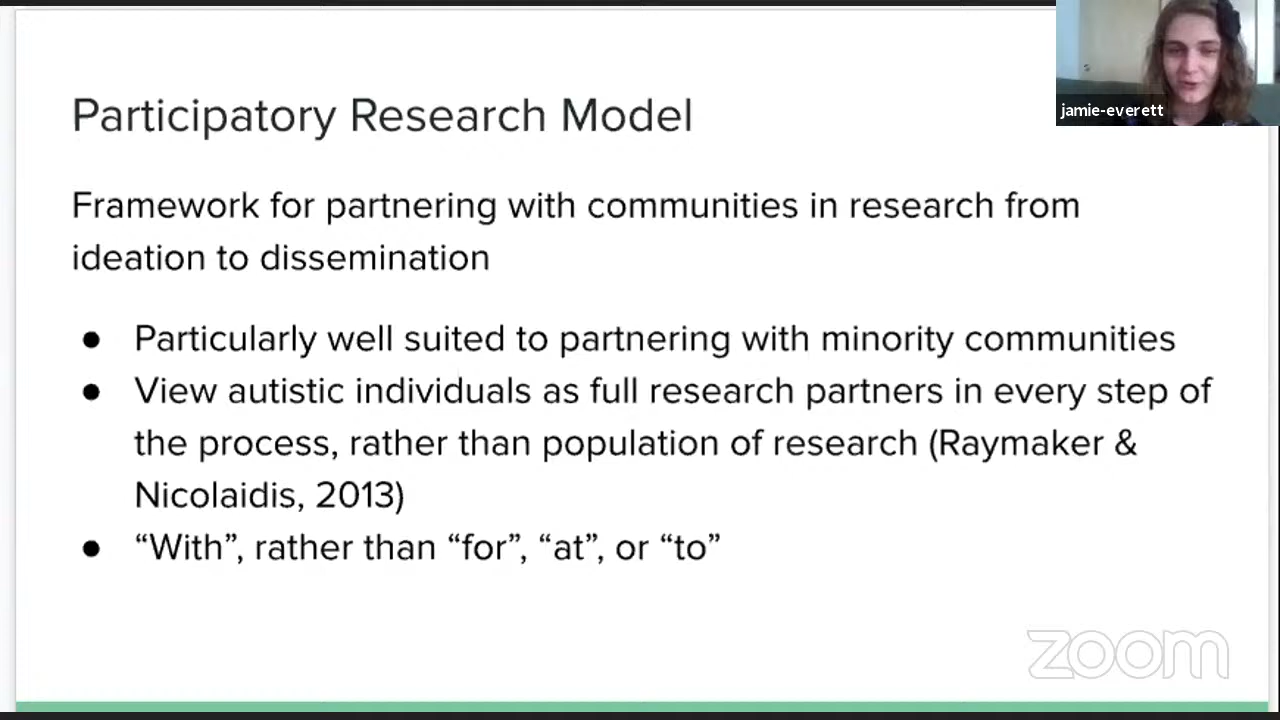 Participatory Research Model
jamie-everett
Framework for partnering with communities in research from
ideation to dissemination
● Particularly well suited to partnering with minority communities
● View autistic individuals as full research partners in every step of
the process, rather than population of research (Raymaker &
Nicolaidis, 2013)
● “With”, rather than “for”, “at”, or “to”
zoom